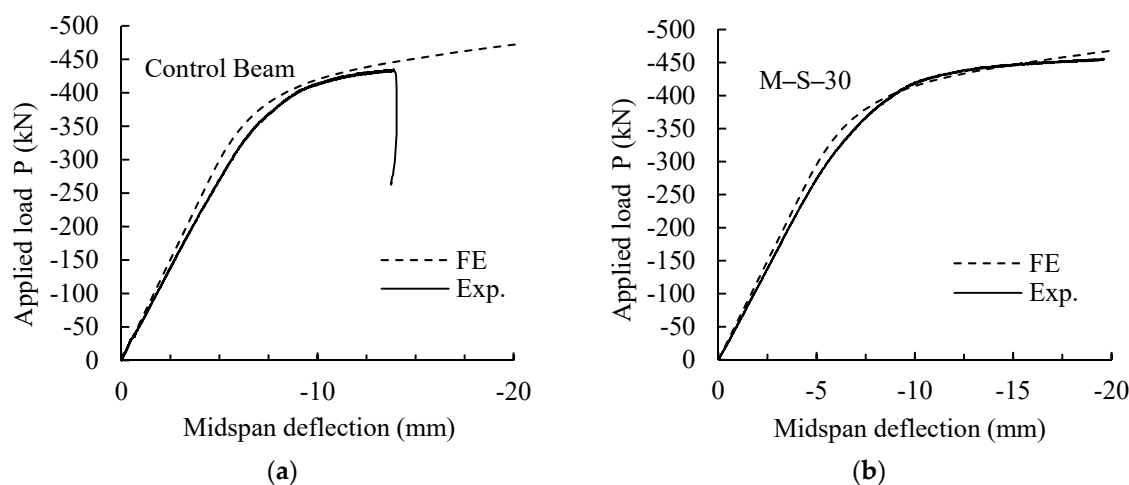 -500
-450
-400
-350
-300
-250
-200
-150
-100
-50
0
Applied load P (kN)
Control Beam
FE
Exp.
0
-10
-20
Midspan deflection (mm)
(a)
-500
-450
-400
-350
-300
-250
-200
-150
-100
-50
0
Applied load P (kN)
M–S–30
FE
Exp.
0
-5
-10
-15
-20
Midspan deflection (mm)
(b)